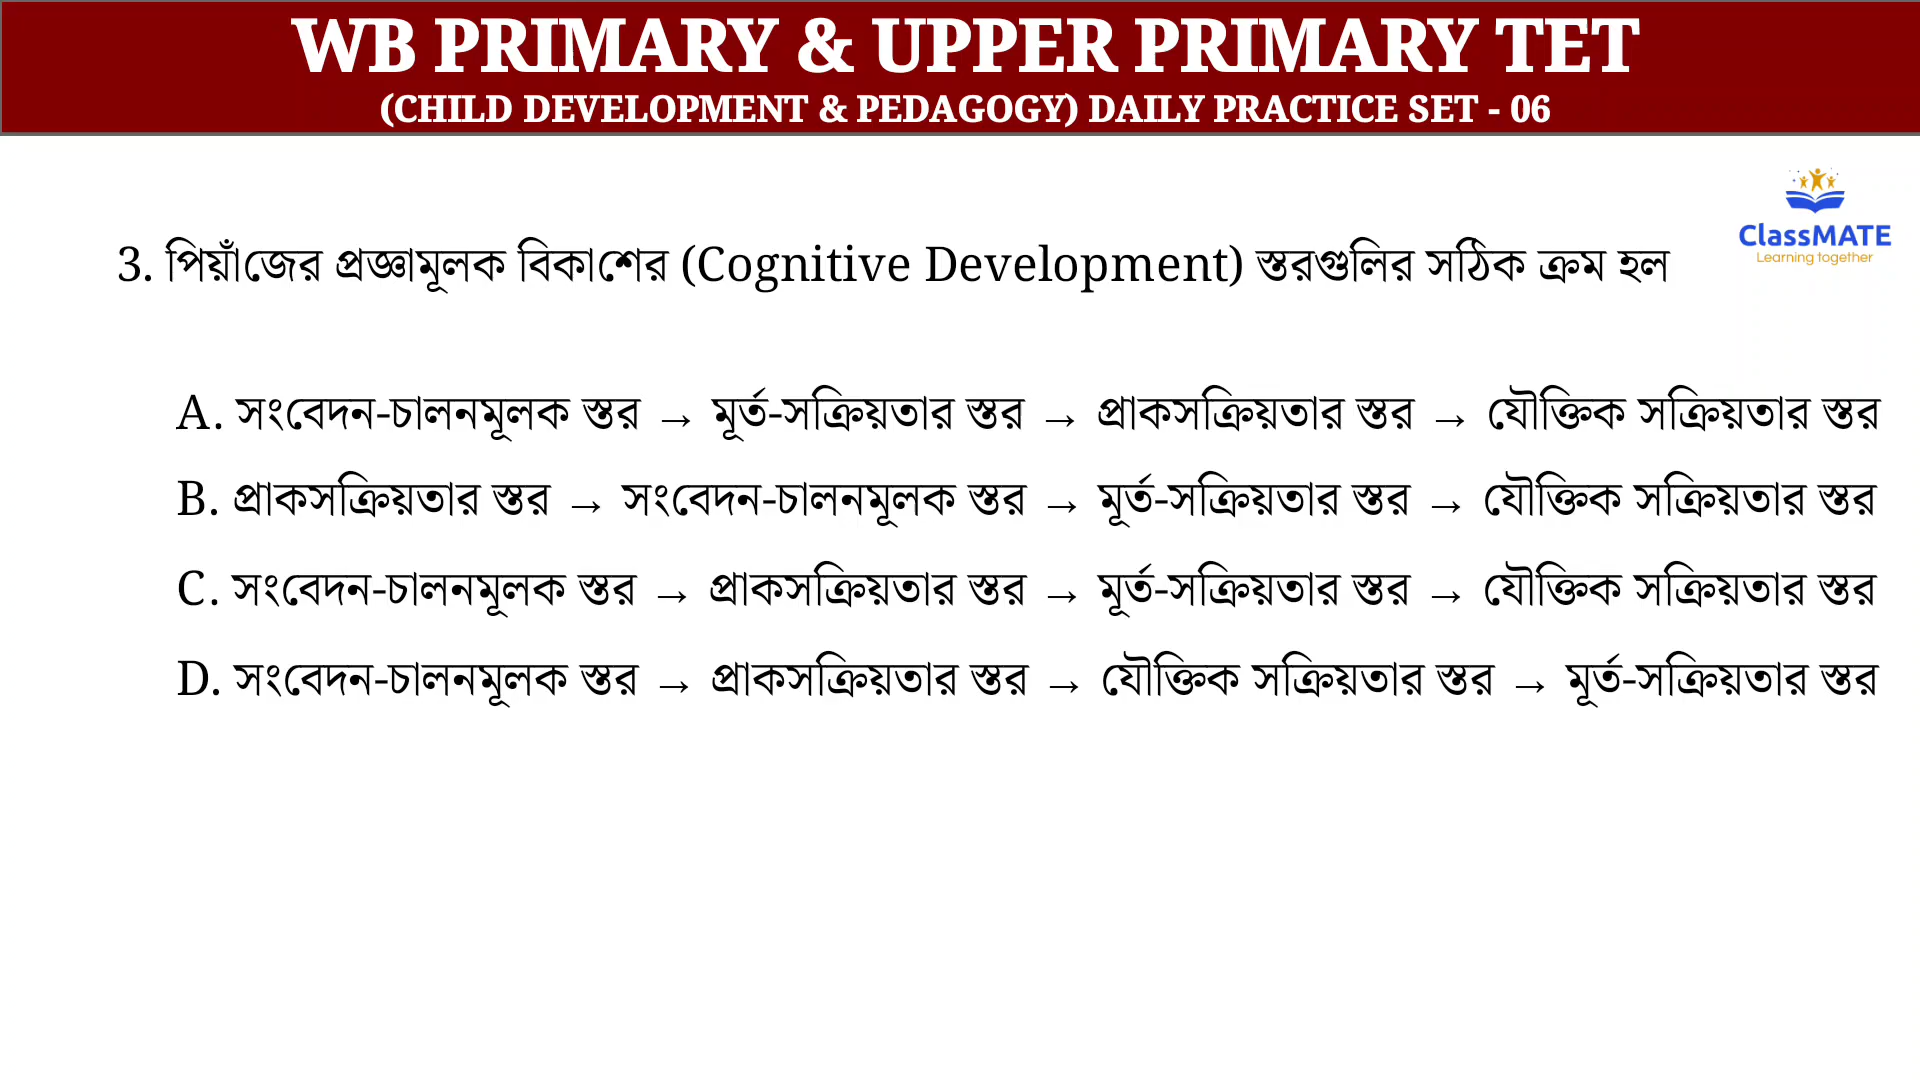 WB PRIMARY & UPPER PRIMARY TET
(CHILD DEVELOPMENT & PEDAGOGY) DAILY PRACTICE SET - 06
ClassMATE
Learning together
3. পিয়াঁজের প্রজ্ঞামূলক বিকাশের (Cognitive Development) স্তরগুলির সঠিক ক্রম হল
A. সংবেদন-চালনমূলক স্তর → মূর্ত-সক্রিয়তার স্তর → প্রাকসক্রিয়তার স্তর → যৌক্তিক সক্রিয়তার স্তর
B. প্রাকসক্রিয়তার স্তর → সংবেদন-চালনমূলক স্তর → মূর্ত-সক্রিয়তার স্তর → যৌক্তিক সক্রিয়তার স্তর
C. সংবেদন-চালনমূলক স্তর → প্রাকসক্রিয়তার স্তর → মূর্ত-সক্রিয়তার স্তর → যৌক্তিক সক্রিয়তার স্তর
D. সংবেদন-চালনমূলক স্তর → প্রাকসক্রিয়তার স্তর → যৌক্তিক সক্রিয়তার স্তর → মূর্ত-সক্রিয়তার স্তর